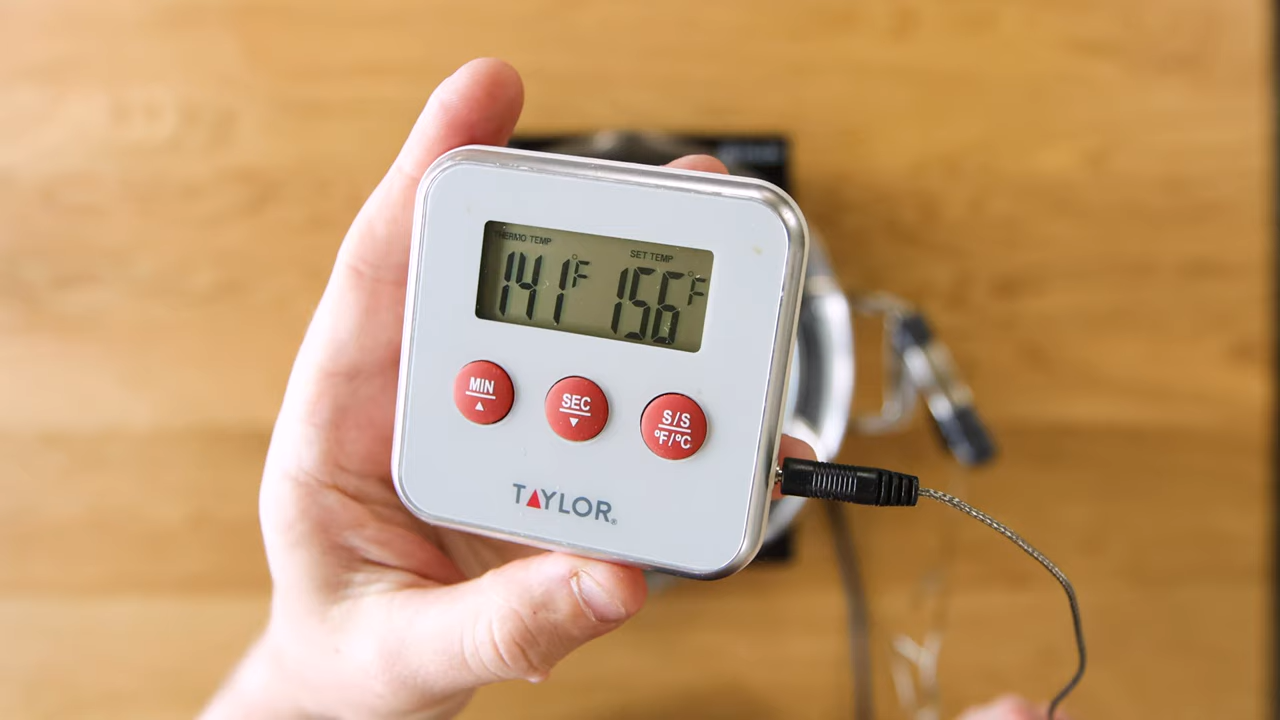 THERMO TEMP SET TEMP
141°F 156°F
MIN SEC S/S
▲ ▼ °F/°C
TAYLOR®